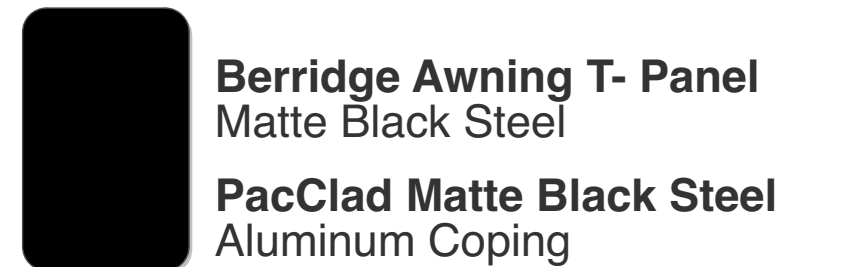 Berridge Awning T- Panel
Matte Black Steel
PacClad Matte Black Steel
Aluminum Coping